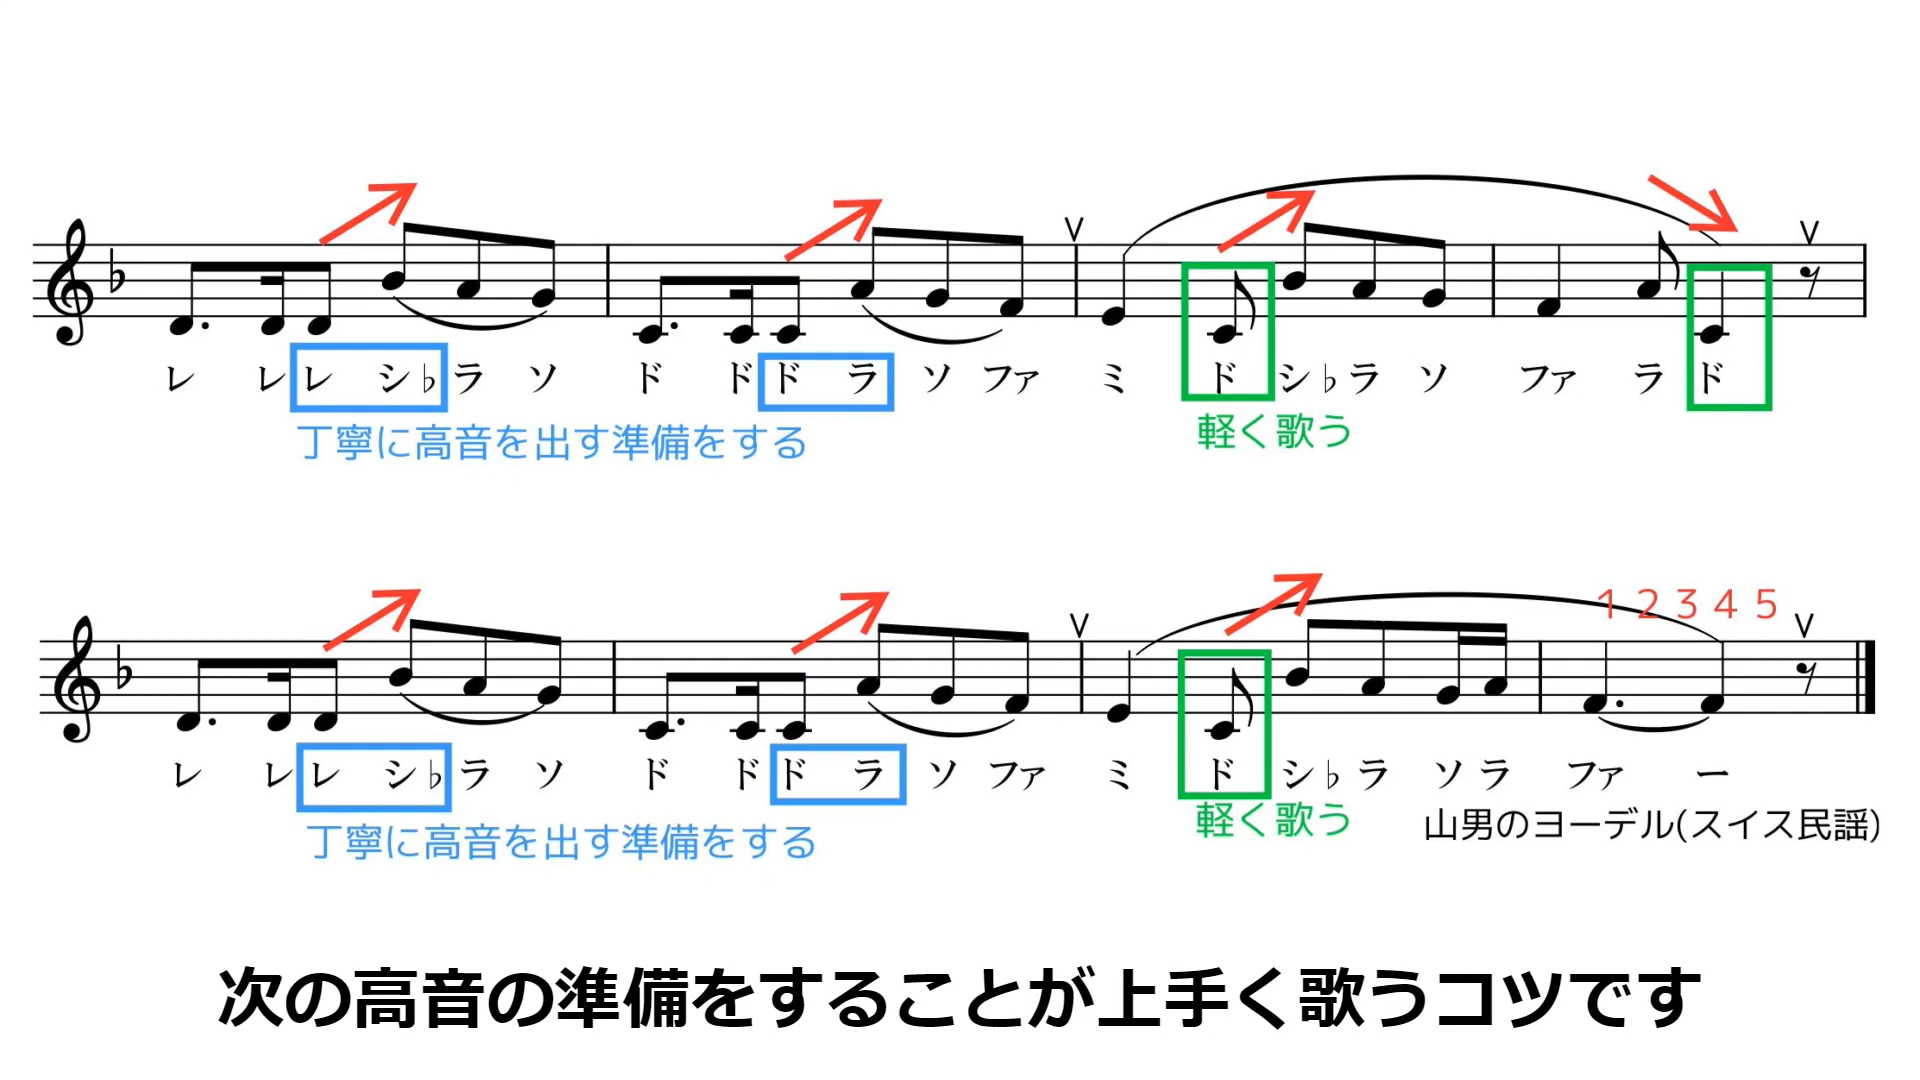 レ レ レ シ♭ ラ ソ ド ド ド ラ ソ ファ ミ ド シ♭ ラ ソ ファ ラ ド
丁寧に高音を出す準備をする 軽く歌う
1 2 3 4 5
レ レ レ シ♭ ラ ソ ド ド ド ラ ソ ファ ミ ド シ♭ ラ ソ ラ ファ ー
丁寧に高音を出す準備をする 軽く歌う 山男のヨーデル(スイス民謡)
次の高音の準備をすることが上手く歌うコツです